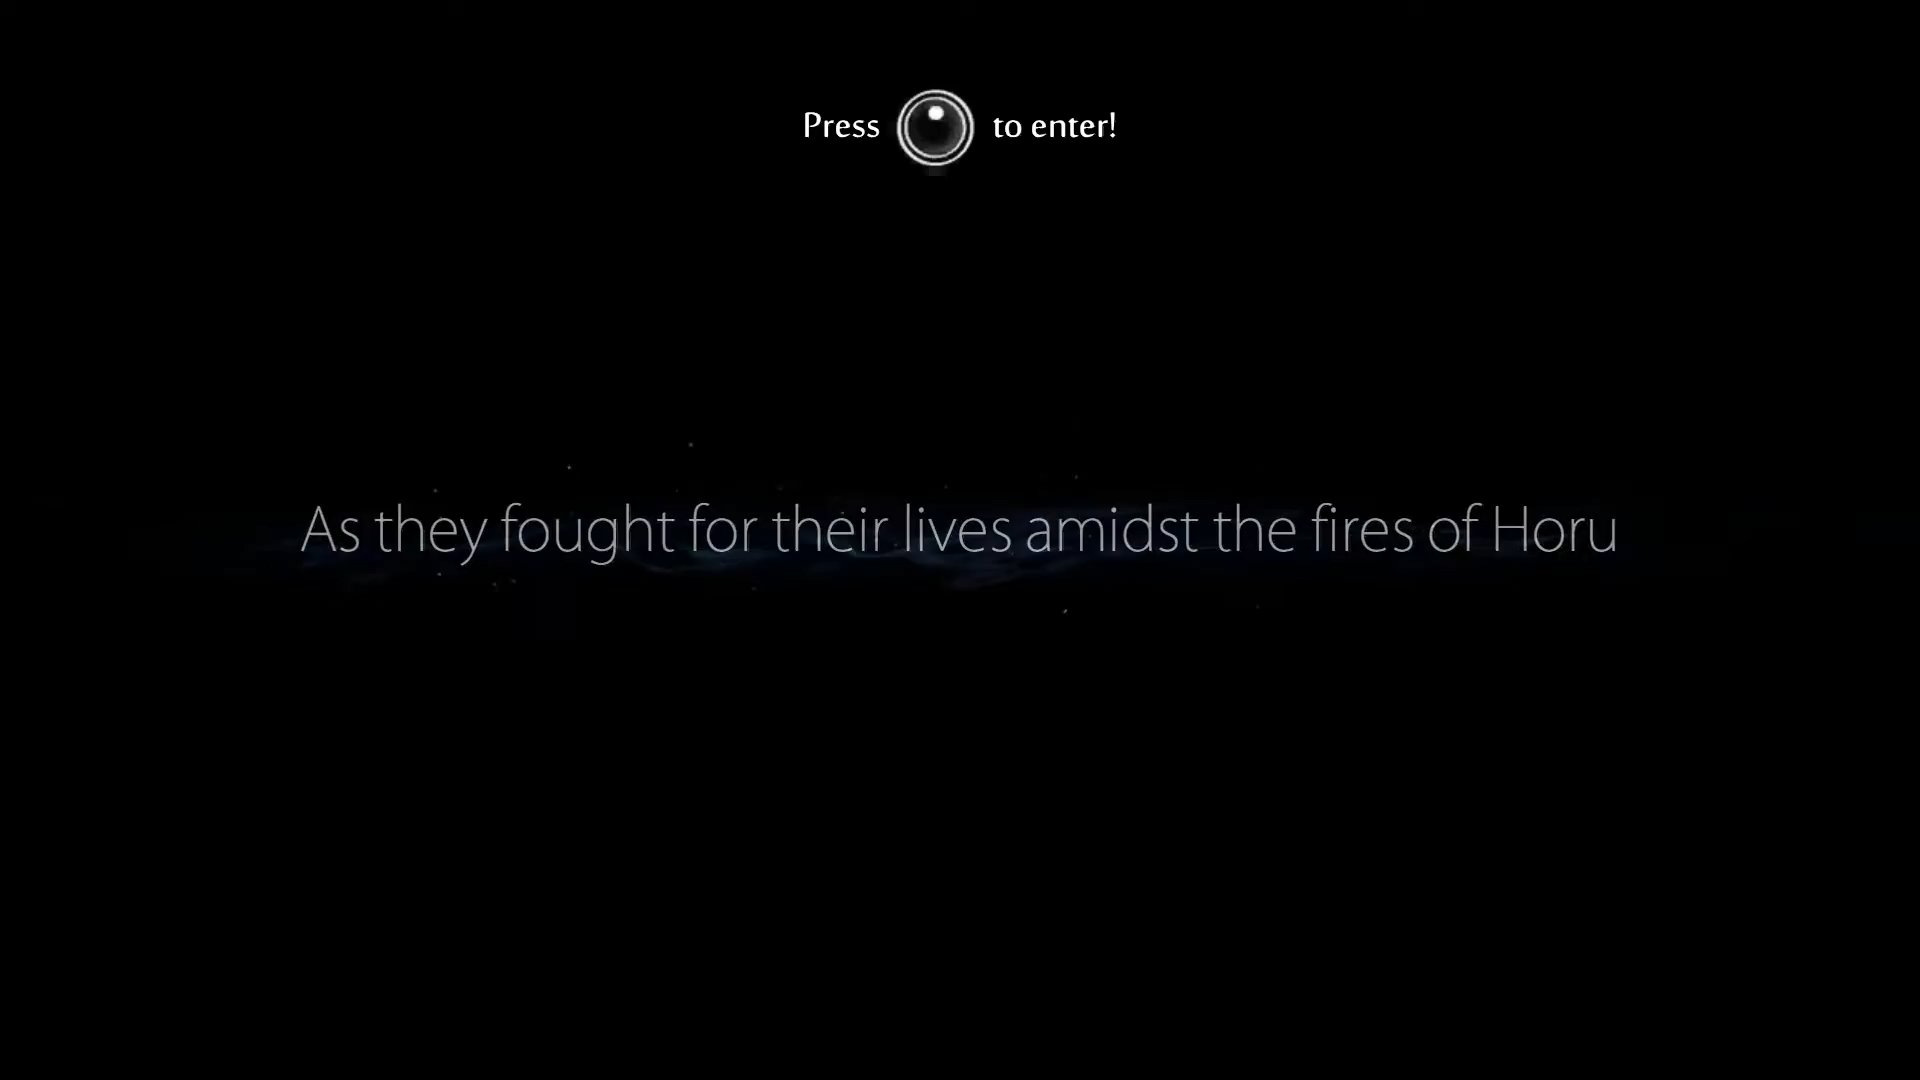 Press to enter!
As they fought for their lives amidst the fires of Horu